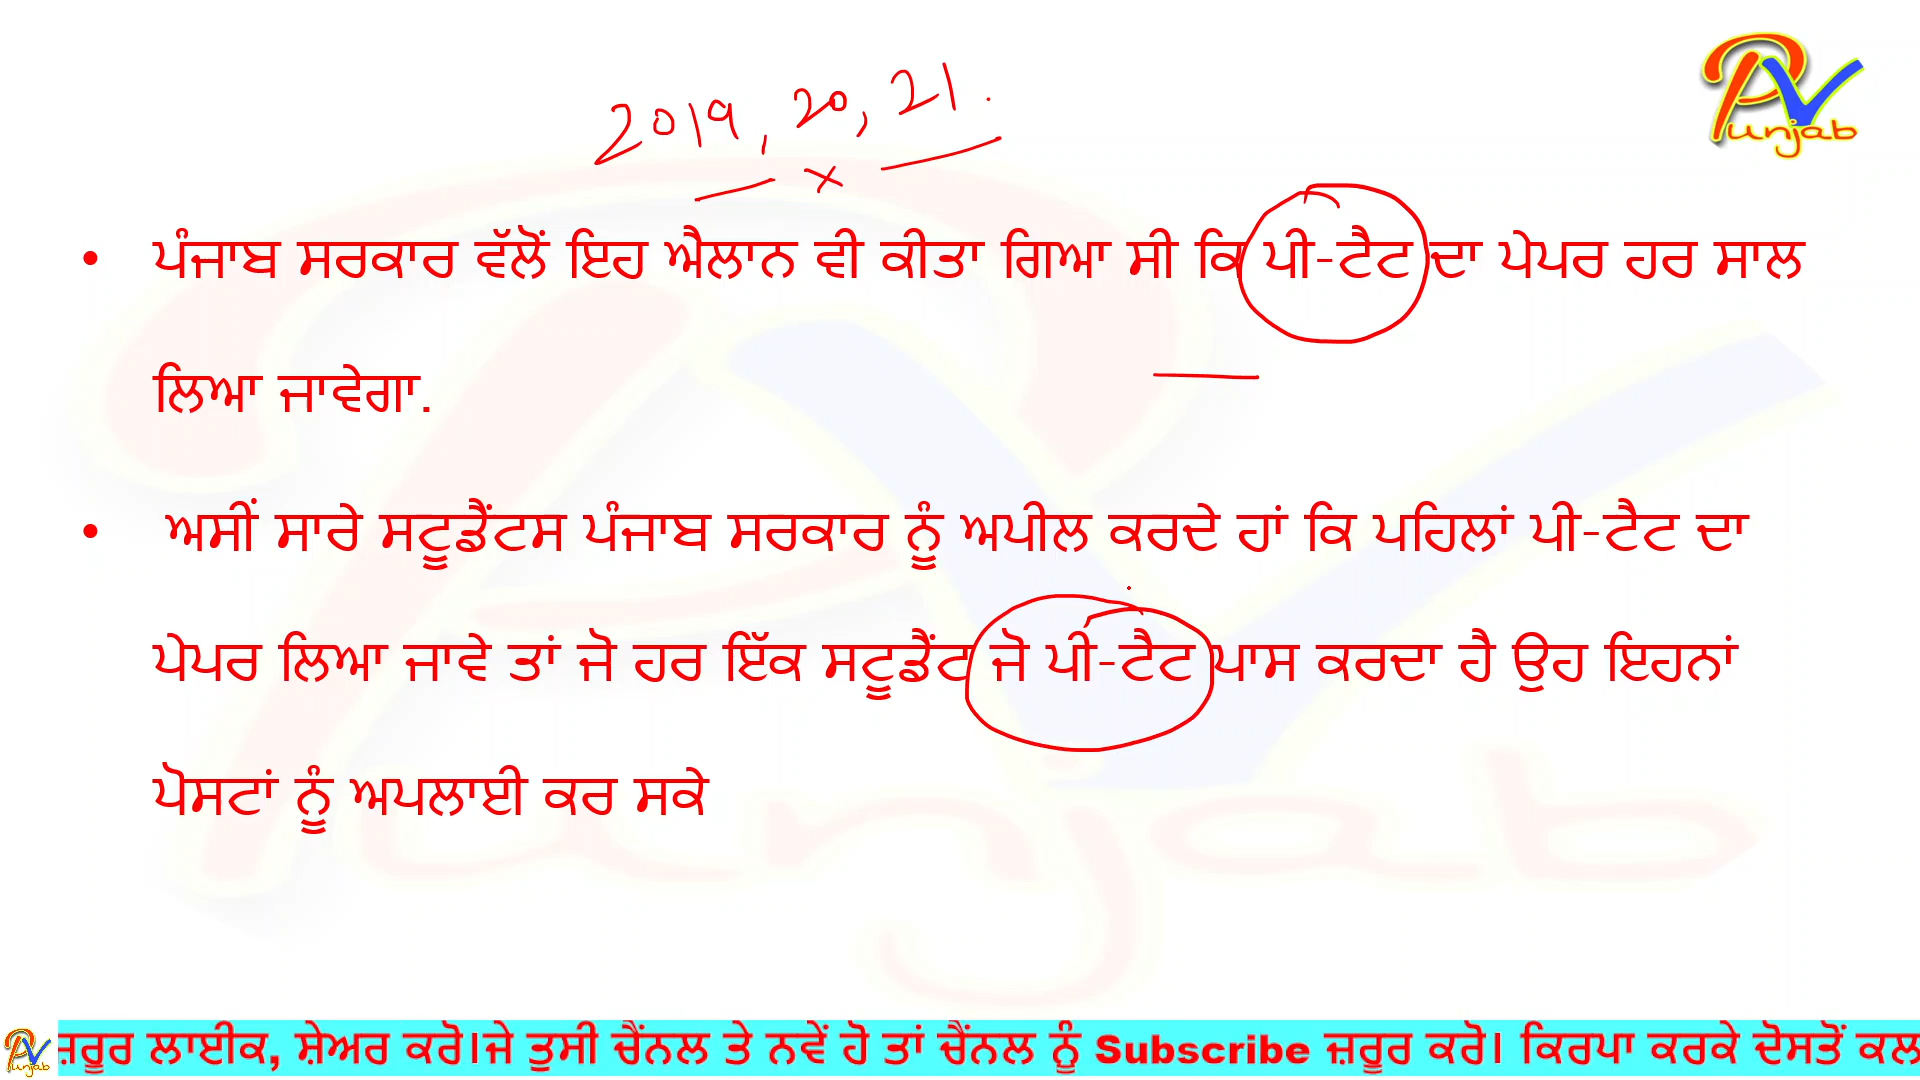 2019, 20, 21.
PV
Punjab
• ਪੰਜਾਬ ਸਰਕਾਰ ਵੱਲੋਂ ਇਹ ਐਲਾਨ ਵੀ ਕੀਤਾ ਗਿਆ ਸੀ ਕਿ ਪੀ-ਟੈਟ ਦਾ ਪੇਪਰ ਹਰ ਸਾਲ
ਲਿਆ ਜਾਵੇਗਾ.
• ਅਸੀਂ ਸਾਰੇ ਸਟੂਡੈਂਟਸ ਪੰਜਾਬ ਸਰਕਾਰ ਨੂੰ ਅਪੀਲ ਕਰਦੇ ਹਾਂ ਕਿ ਪਹਿਲਾਂ ਪੀ-ਟੈਟ ਦਾ
ਪੇਪਰ ਲਿਆ ਜਾਵੇ ਤਾਂ ਜੋ ਹਰ ਇੱਕ ਸਟੂਡੈਂਟ ਜੋ ਪੀ-ਟੈਟ ਪਾਸ ਕਰਦਾ ਹੈ ਉਹ ਇਹਨਾਂ
ਪੋਸਟਾਂ ਨੂੰ ਅਪਲਾਈ ਕਰ ਸਕੇ
ਜ਼ਰੂਰ ਲਾਈਕ, ਸ਼ੇਅਰ ਕਰੋ।ਜੇ ਤੁਸੀ ਚੈਂਨਲ ਤੇ ਨਵੇਂ ਹੋ ਤਾਂ ਚੈਂਨਲ ਨੂੰ Subscribe ਜ਼ਰੂਰ ਕਰੋ। ਕਿਰਪਾ ਕਰਕੇ ਦੋਸਤੋਂ